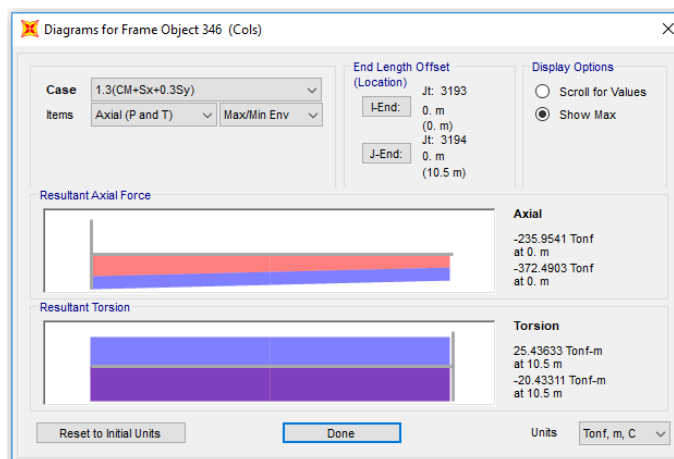 Diagrams for Frame Object 346 (Cols)
Case
1.3(CM+Sx+0.3Sy)
Items
Axial (P and T)
Max/Min Env
End Length Offset
(Location)
I-End:
Jt: 3193
0. m
(0. m)
J-End:
Jt: 3194
0. m
(10.5 m)
Display Options
Scroll for Values
Show Max
Resultant Axial Force
Axial
-235.9541 Tonf
at 0. m
-372.4903 Tonf
at 0. m
Resultant Torsion
Torsion
25.43633 Tonf-m
at 10.5 m
-20.43311 Tonf-m
at 10.5 m
Reset to Initial Units
Done
Units
Tonf, m, C